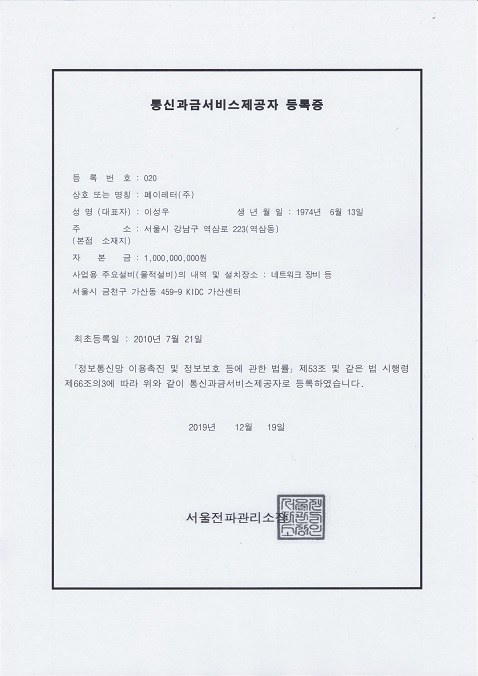 통신과금서비스제공자 등록증
등 록 번 호 : 020
상호 또는 명칭 : 페이레터(주)
성 명 (대표자) : 이성우 생 년 월 일 : 1974년 6월 13일
주 소 : 서울시 강남구 역삼로 223(역삼동)
(본점 소재지)
자 본 금 : 1,000,000,000원
사업용 주요설비(물적설비)의 내역 및 설치장소 : 네트워크 장비 등
서울시 금천구 가산동 459-9 KIDC 가산센터
최초등록일 : 2010년 7월 21일
「정보통신망 이용촉진 및 정보보호 등에 관한 법률」 제53조 및 같은 법 시행령
제66조의3에 따라 위와 같이 통신과금서비스제공자로 등록하였습니다.
2019년 12월 19일
서울전파관리소장